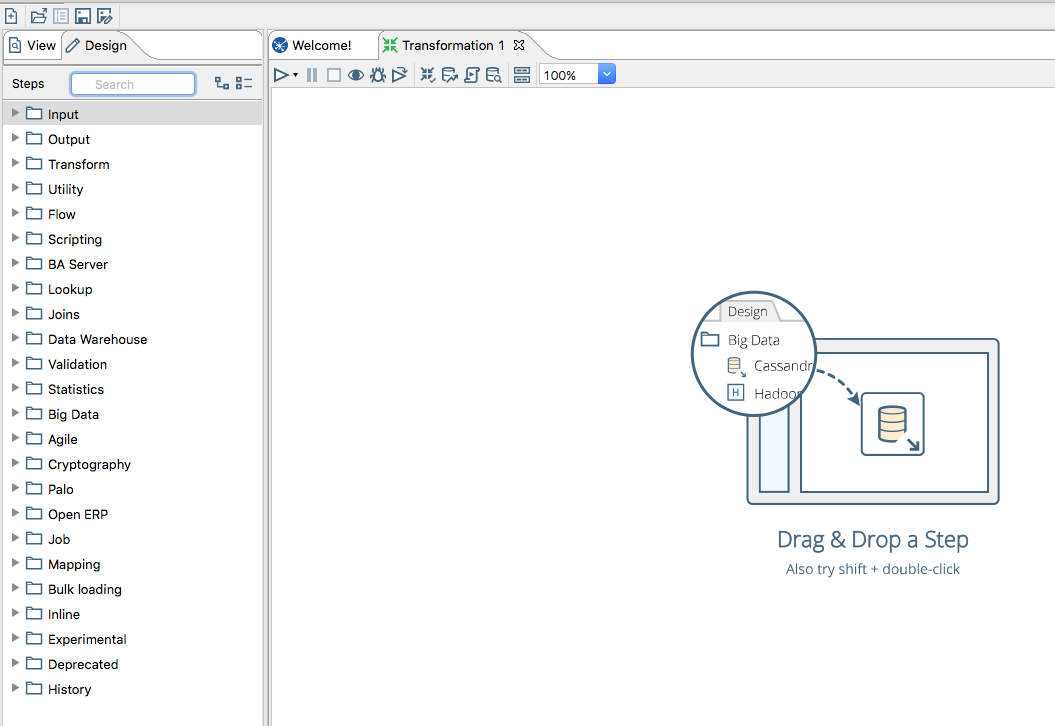 View
Design
Welcome!
Transformation 1
Steps
Search
100%
Input
Output
Transform
Utility
Flow
Scripting
BA Server
Lookup
Joins
Data Warehouse
Validation
Statistics
Big Data
Agile
Cryptography
Palo
Open ERP
Job
Mapping
Bulk loading
Inline
Experimental
Deprecated
History
Design
Big Data
Cassandr
H Hadoo
Drag & Drop a Step
Also try shift + double-click